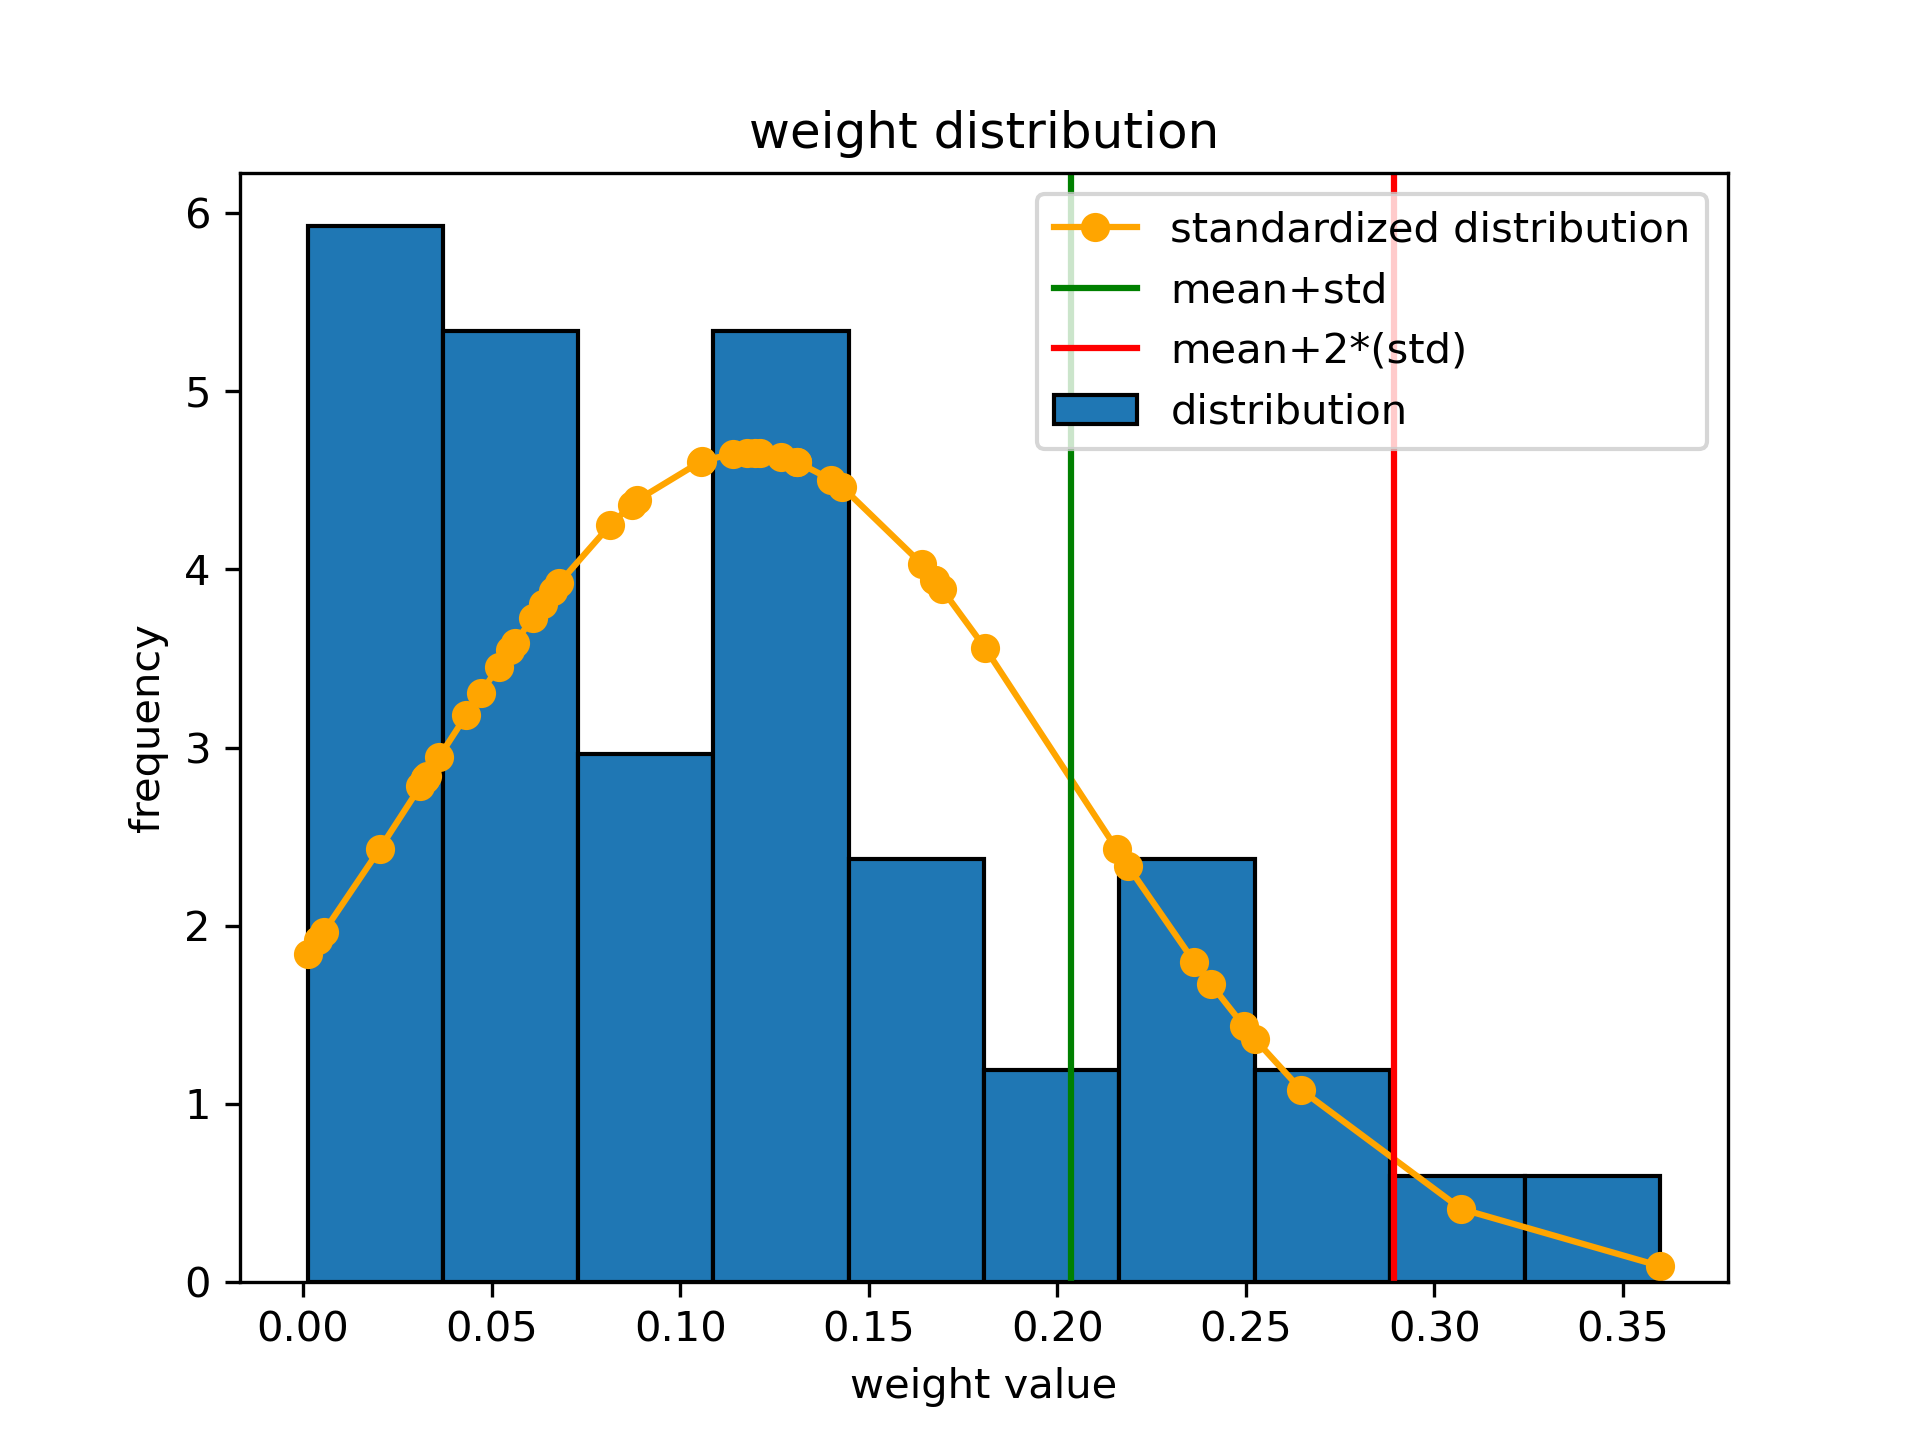 weight distribution
standardized distribution
mean+std
mean+2*(std)
distribution
frequency
6
5
4
3
2
1
0
0.00 0.05 0.10 0.15 0.20 0.25 0.30 0.35
weight value